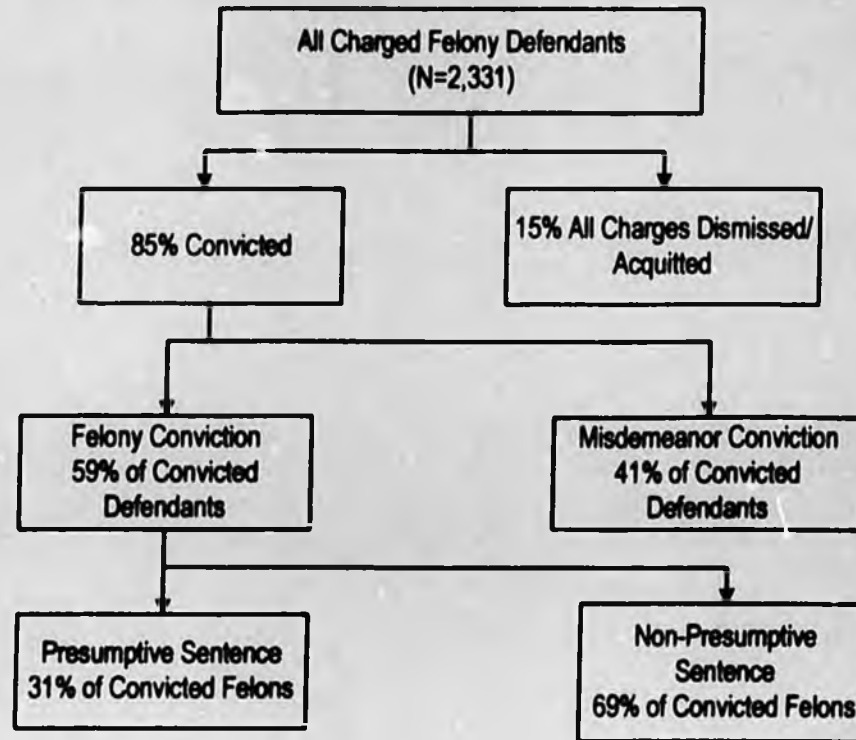 All Charged Felony Defendants
(N=2,331)
85% Convicted
15% All Charges Dismissed/
Acquitted
Felony Conviction
59% of Convicted
Defendants
Misdemeanor Conviction
41% of Convicted
Defendants
Presumptive Sentence
31% of Convicted Felons
Non-Presumptive
Sentence
69% of Convicted Felons